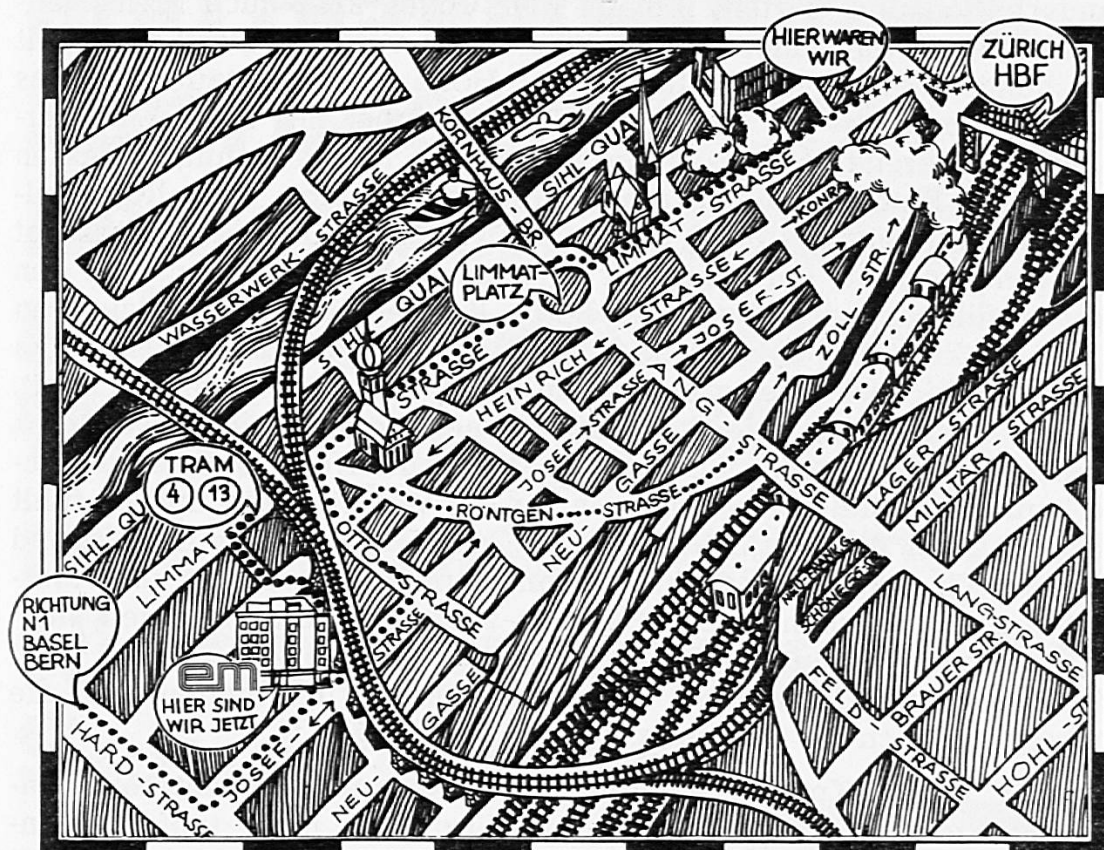 HIER WAREN
WIR
ZÜRICH
HBF
KORNHAUS-BR.
SIHL-QUAI
LIMMAT-STRASSE
KONRA
WASSERWERK-STRASSE
LIMMAT-
PLATZ
SIHL-QUAI
STRASSE
HEINRICH-STRASSE
JOSEF-ST.
ZOLL-STR.
JOSEF-STRASSE
LANG-STRASSE
LAGER-STRASSE
MILITÄR-STRASSE
TRAM
4 13
RÖNTGEN-STRASSE
NEU-GASSE
SIHL-QU
LIMMAT
OTTO-STRASSE
LANG-STRASSE
RICHTUNG
N1
BASEL
BERN
em
HIER SIND
WIR JETZT
JOSEF-STRASSE
NEU-GASSE
HARD-STRASSE
FELD-STRASSE
BRAUER STR.
HOHL-ST